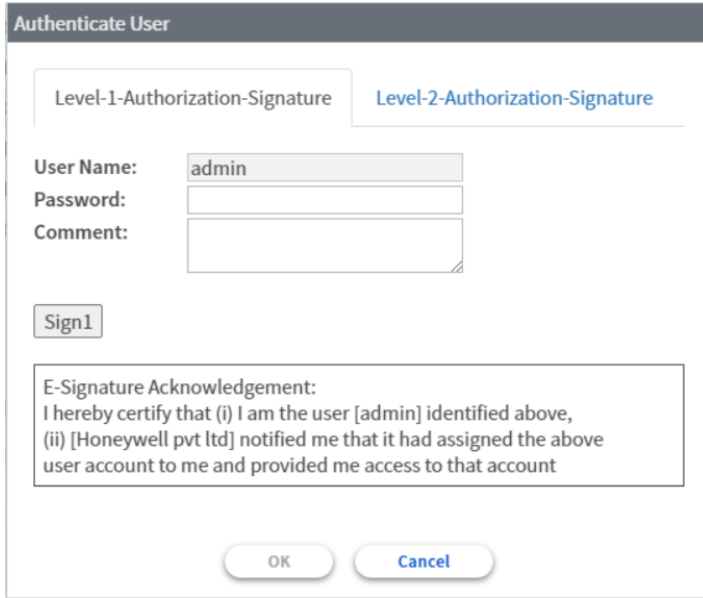 Authenticate User
Level-1-Authorization-Signature
Level-2-Authorization-Signature
User Name:
admin
Password:
Comment:
Sign1
E-Signature Acknowledgement:
I hereby certify that (i) I am the user [admin] identified above,
(ii) [Honeywell pvt ltd] notified me that it had assigned the above
user account to me and provided me access to that account
OK
Cancel